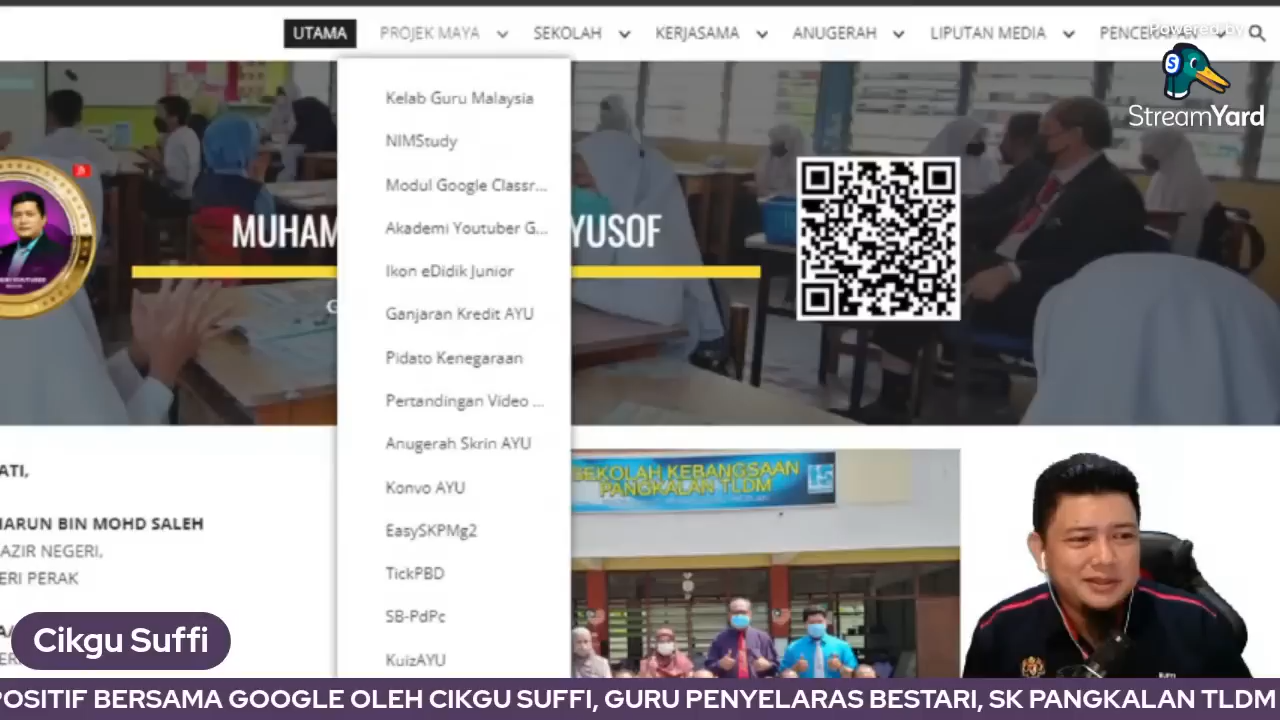 UTAMA
PROJEK MAYA
SEKOLAH
KERJASAMA
ANUGERAH
LIPUTAN MEDIA
Powered by
StreamYard
Kelab Guru Malaysia
NIMStudy
Modul Google Classr...
Akademi Youtuber G...
Ikon eDidik Junior
Ganjaran Kredit AYU
Pidato Kenegaraan
Pertandingan Video ...
Anugerah Skrin AYU
Konvo AYU
EasySKPMg2
TickPBD
SB-PdPc
KuizAYU
MUHAM
YUSOF
G
ATI,
HARUN BIN MOHD SALEH
AZIR NEGERI,
ERI PERAK
SEKOLAH KEBANGSAAN
PANGKALAN TLDM
Cikgu Suffi
POSITIF BERSAMA GOOGLE OLEH CIKGU SUFFI, GURU PENYELARAS BESTARI, SK PANGKALAN TLDM